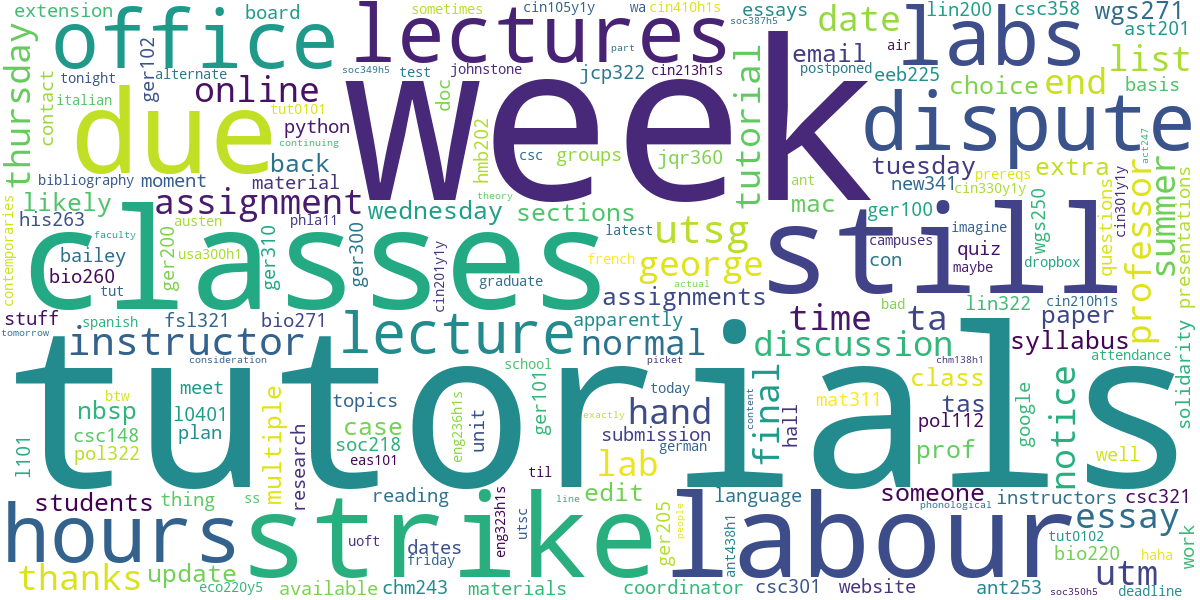 extension
board
office
lectures
sometimes
cin105y1y
wa
cin410h1s
essays
soc387h5
date
lin200
csc358
wgs271
ast201
labs
list
thursday
ger102
tonight
alternate
soc349h5
test
johnstone
part
jcp322
cin213h1s
tutorial
email
air
postponed
eeb225
choice
end
basis
contact
italian
due
online
tut0101
python
continuing
doc
week
hmb202
csc
groups
jqr360
dispute
act247
back
bibliography
moment
material
tuesday
extra
professor
summer
ant
new341
prereqs
cin330y1y
mac
theory
likely
his263
assignment
phla11
wednesday
sections
ger100
wgs250
questions
cin301y1y
presentations
contemporaries
faculty
ger200
austen
usa300h1
ger310
ger300
latest
utsg
campuses
imagine
bailey
bio260
tut
classes
cin201y1y
graduate
french
george
actual
still
con
quiz
maybe
dropbox
assignments
bad
lin322
cin210h1s
stuff
spanish
fsl321
bio271
apparently
time
ta
paper
tomorrow
instructor
lecture
normal
discussion
syllabus
solidarity
consideration
school
picket
chm138h1
attendance
tutorials
btw
meet
nbsp
l0401
csc148
plan
pol322
l101
multiple
research
topics
case
soc218
eas101
eng236h1s
unit
ger101
today
exactly
hand
submission
german
final
content
hall
class
mat311
tas
pol112
google
notice
prof
well
til
lab
students
thing
ss
reading
eng323h1s
utsc
line
edit
people
language
someone
phonological
instructors
csc321
hours
strike
uoft
dates
friday
ger205
labour
ant438h1
essay
tut0102
bio220
haha
work
thanks
update
eco220y5
available
chm243
materials
coordinator
csc301
website
ant253
utm
soc350h5
deadline